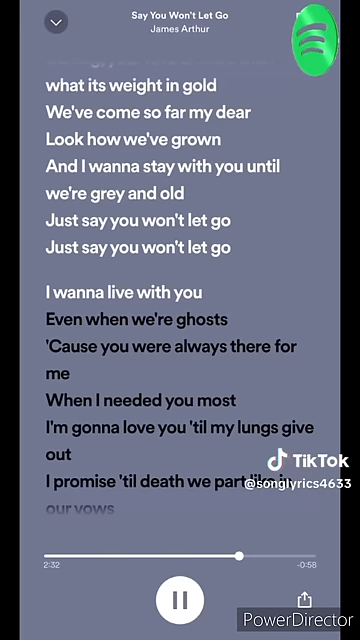 Say You Won't Let Go
James Arthur
what its weight in gold
We've come so far my dear
Look how we've grown
And I wanna stay with you until
we're grey and old
Just say you won't let go
Just say you won't let go
I wanna live with you
Even when we're ghosts
'Cause you were always there for
me
When I needed you most
I'm gonna love you 'til my lungs give
out
I promise 'til death we part like in
our vows
TikTok
@songlyrics4633
2:32
-0:58
PowerDirector